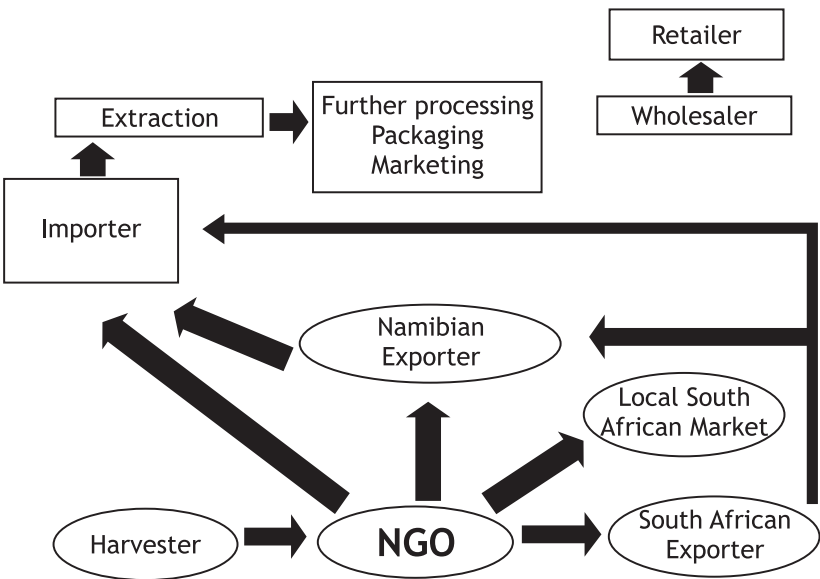 Retailer
Wholesaler
Extraction
Further processing
Packaging
Marketing
Importer
Namibian
Exporter
Local South
African Market
Harvester
NGO
South African
Exporter